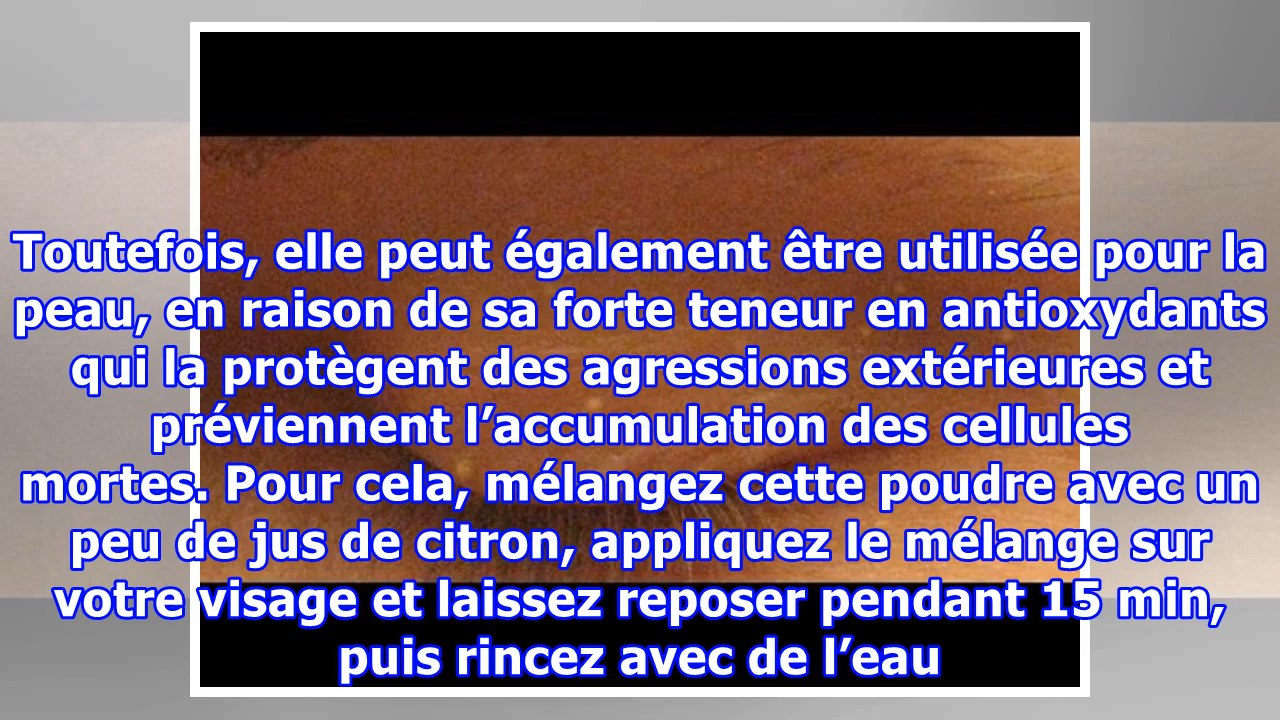 Toutefois, elle peut également être utilisée pour la
peau, en raison de sa forte teneur en antioxydants
qui la protègent des agressions extérieures et
préviennent l’accumulation des cellules
mortes. Pour cela, mélangez cette poudre avec un
peu de jus de citron, appliquez le mélange sur
votre visage et laissez reposer pendant 15 min,
puis rincez avec de l’eau